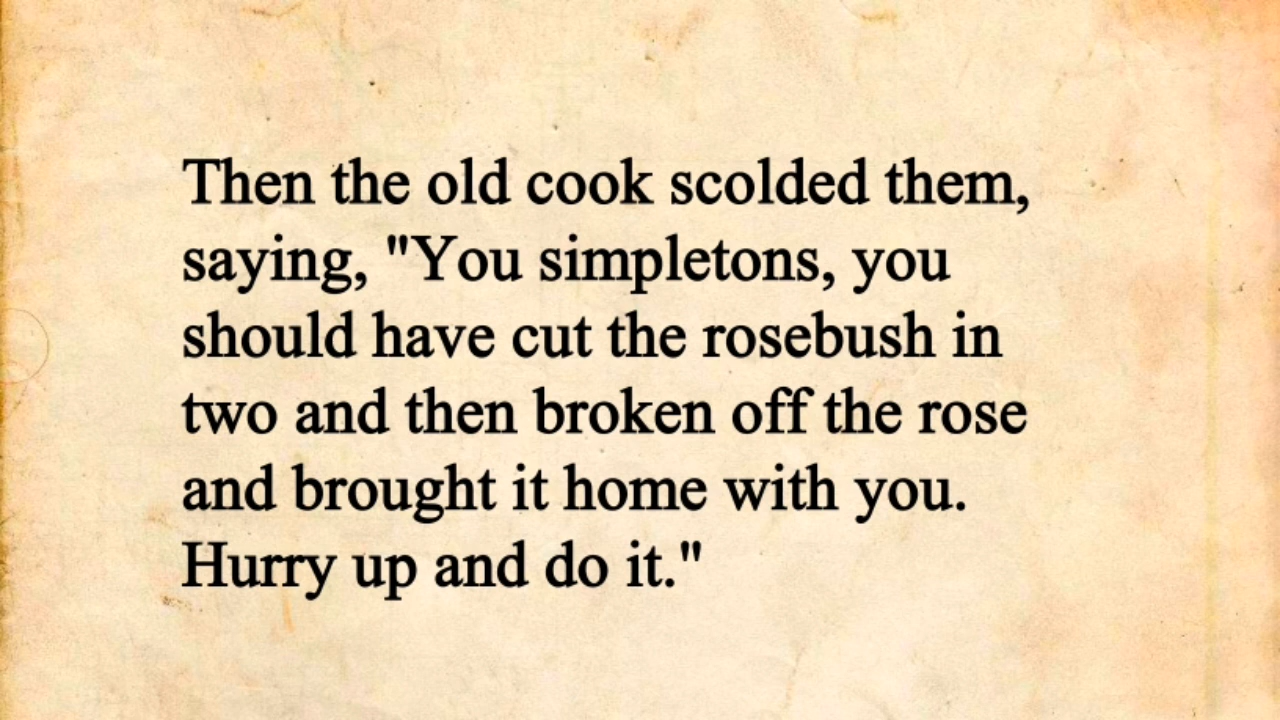 Then the old cook scolded them,
saying, "You simpletons, you
should have cut the rosebush in
two and then broken off the rose
and brought it home with you.
Hurry up and do it."